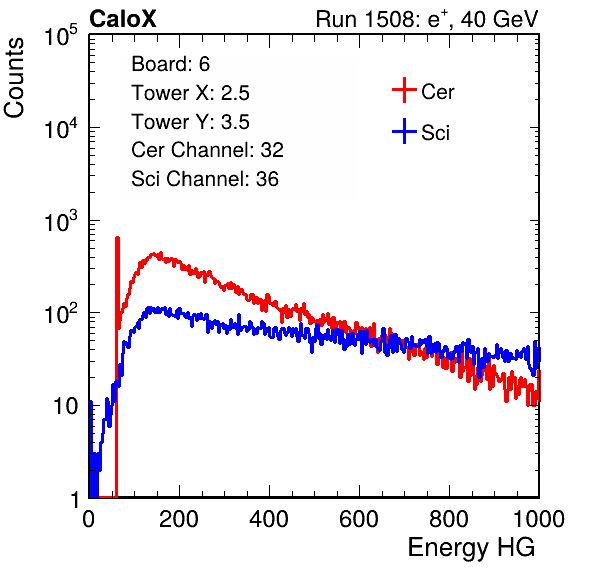 CaloX Run 1508: e⁺, 40 GeV
Counts
Board: 6
Tower X: 2.5
Tower Y: 3.5
Cer Channel: 32
Sci Channel: 36
Cer
Sci
10⁵
10⁴
10³
10²
10
1
0 200 400 600 800 1000
Energy HG